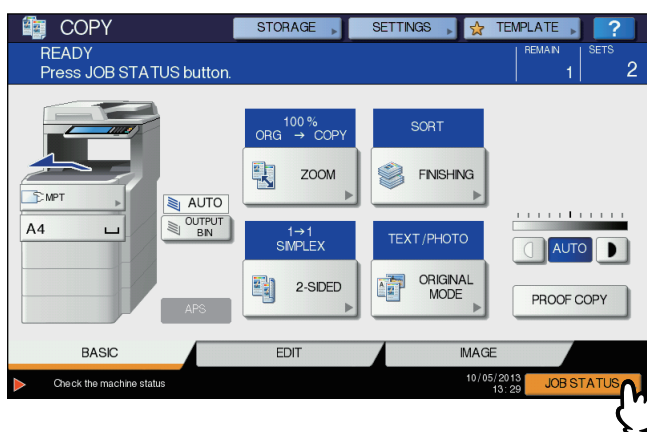 COPY
STORAGE
SETTINGS
TEMPLATE
?
READY
Press JOB STATUS button.
REMAIN
1
SETS
2
100 %
ORG → COPY
ZOOM
SORT
FINISHING
MPT
A4
AUTO
OUTPUT
BIN
APS
1→1
SIMPLEX
2-SIDED
TEXT/PHOTO
ORIGINAL
MODE
AUTO
PROOF COPY
BASIC
EDIT
IMAGE
Check the machine status
10/05/2013
13:29
JOB STATUS